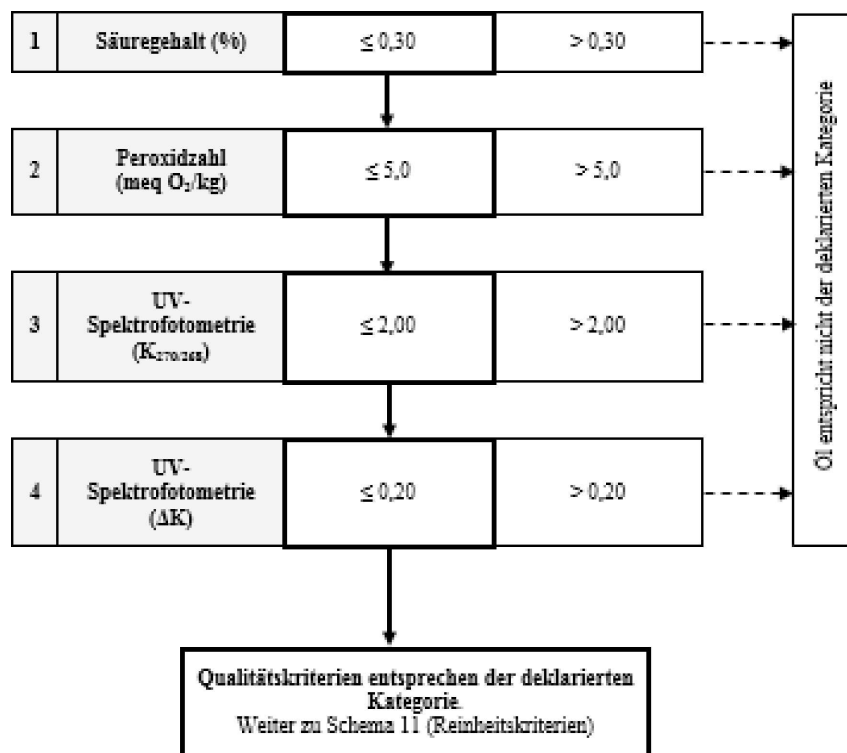 1
Säuregehalt (%)
≤ 0,30
> 0,30
2
Peroxidzahl
(meq O₂/kg)
≤ 5,0
> 5,0
3
UV-
Spektrofotometrie
(K₂₇₀/₂₆₈)
≤ 2,00
> 2,00
4
UV-
Spektrofotometrie
(ΔK)
≤ 0,20
> 0,20
Öl entspricht nicht der deklarierten Kategorie
Qualitätskriterien entsprechen der deklarierten
Kategorie.
Weiter zu Schema 11 (Reinheitskriterien)